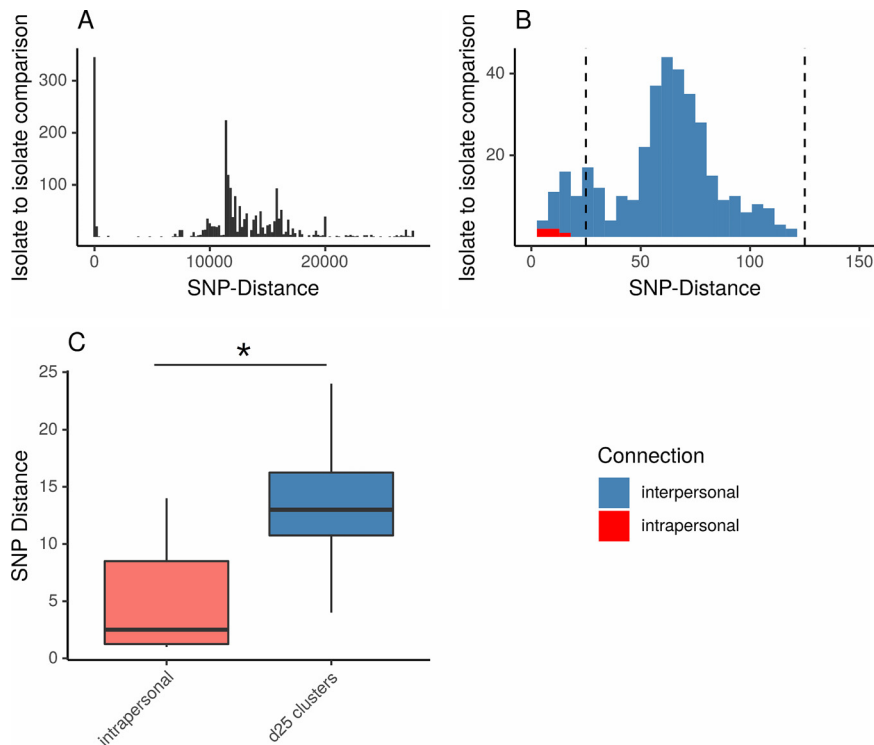 A
Isolate to isolate comparison
300
200
100
0
10000
20000
SNP-Distance
B
Isolate to isolate comparison
40
20
0
50
100
150
SNP-Distance
C
*
SNP Distance
25
20
15
10
5
0
intrapersonal
d25 clusters
Connection
interpersonal
intrapersonal